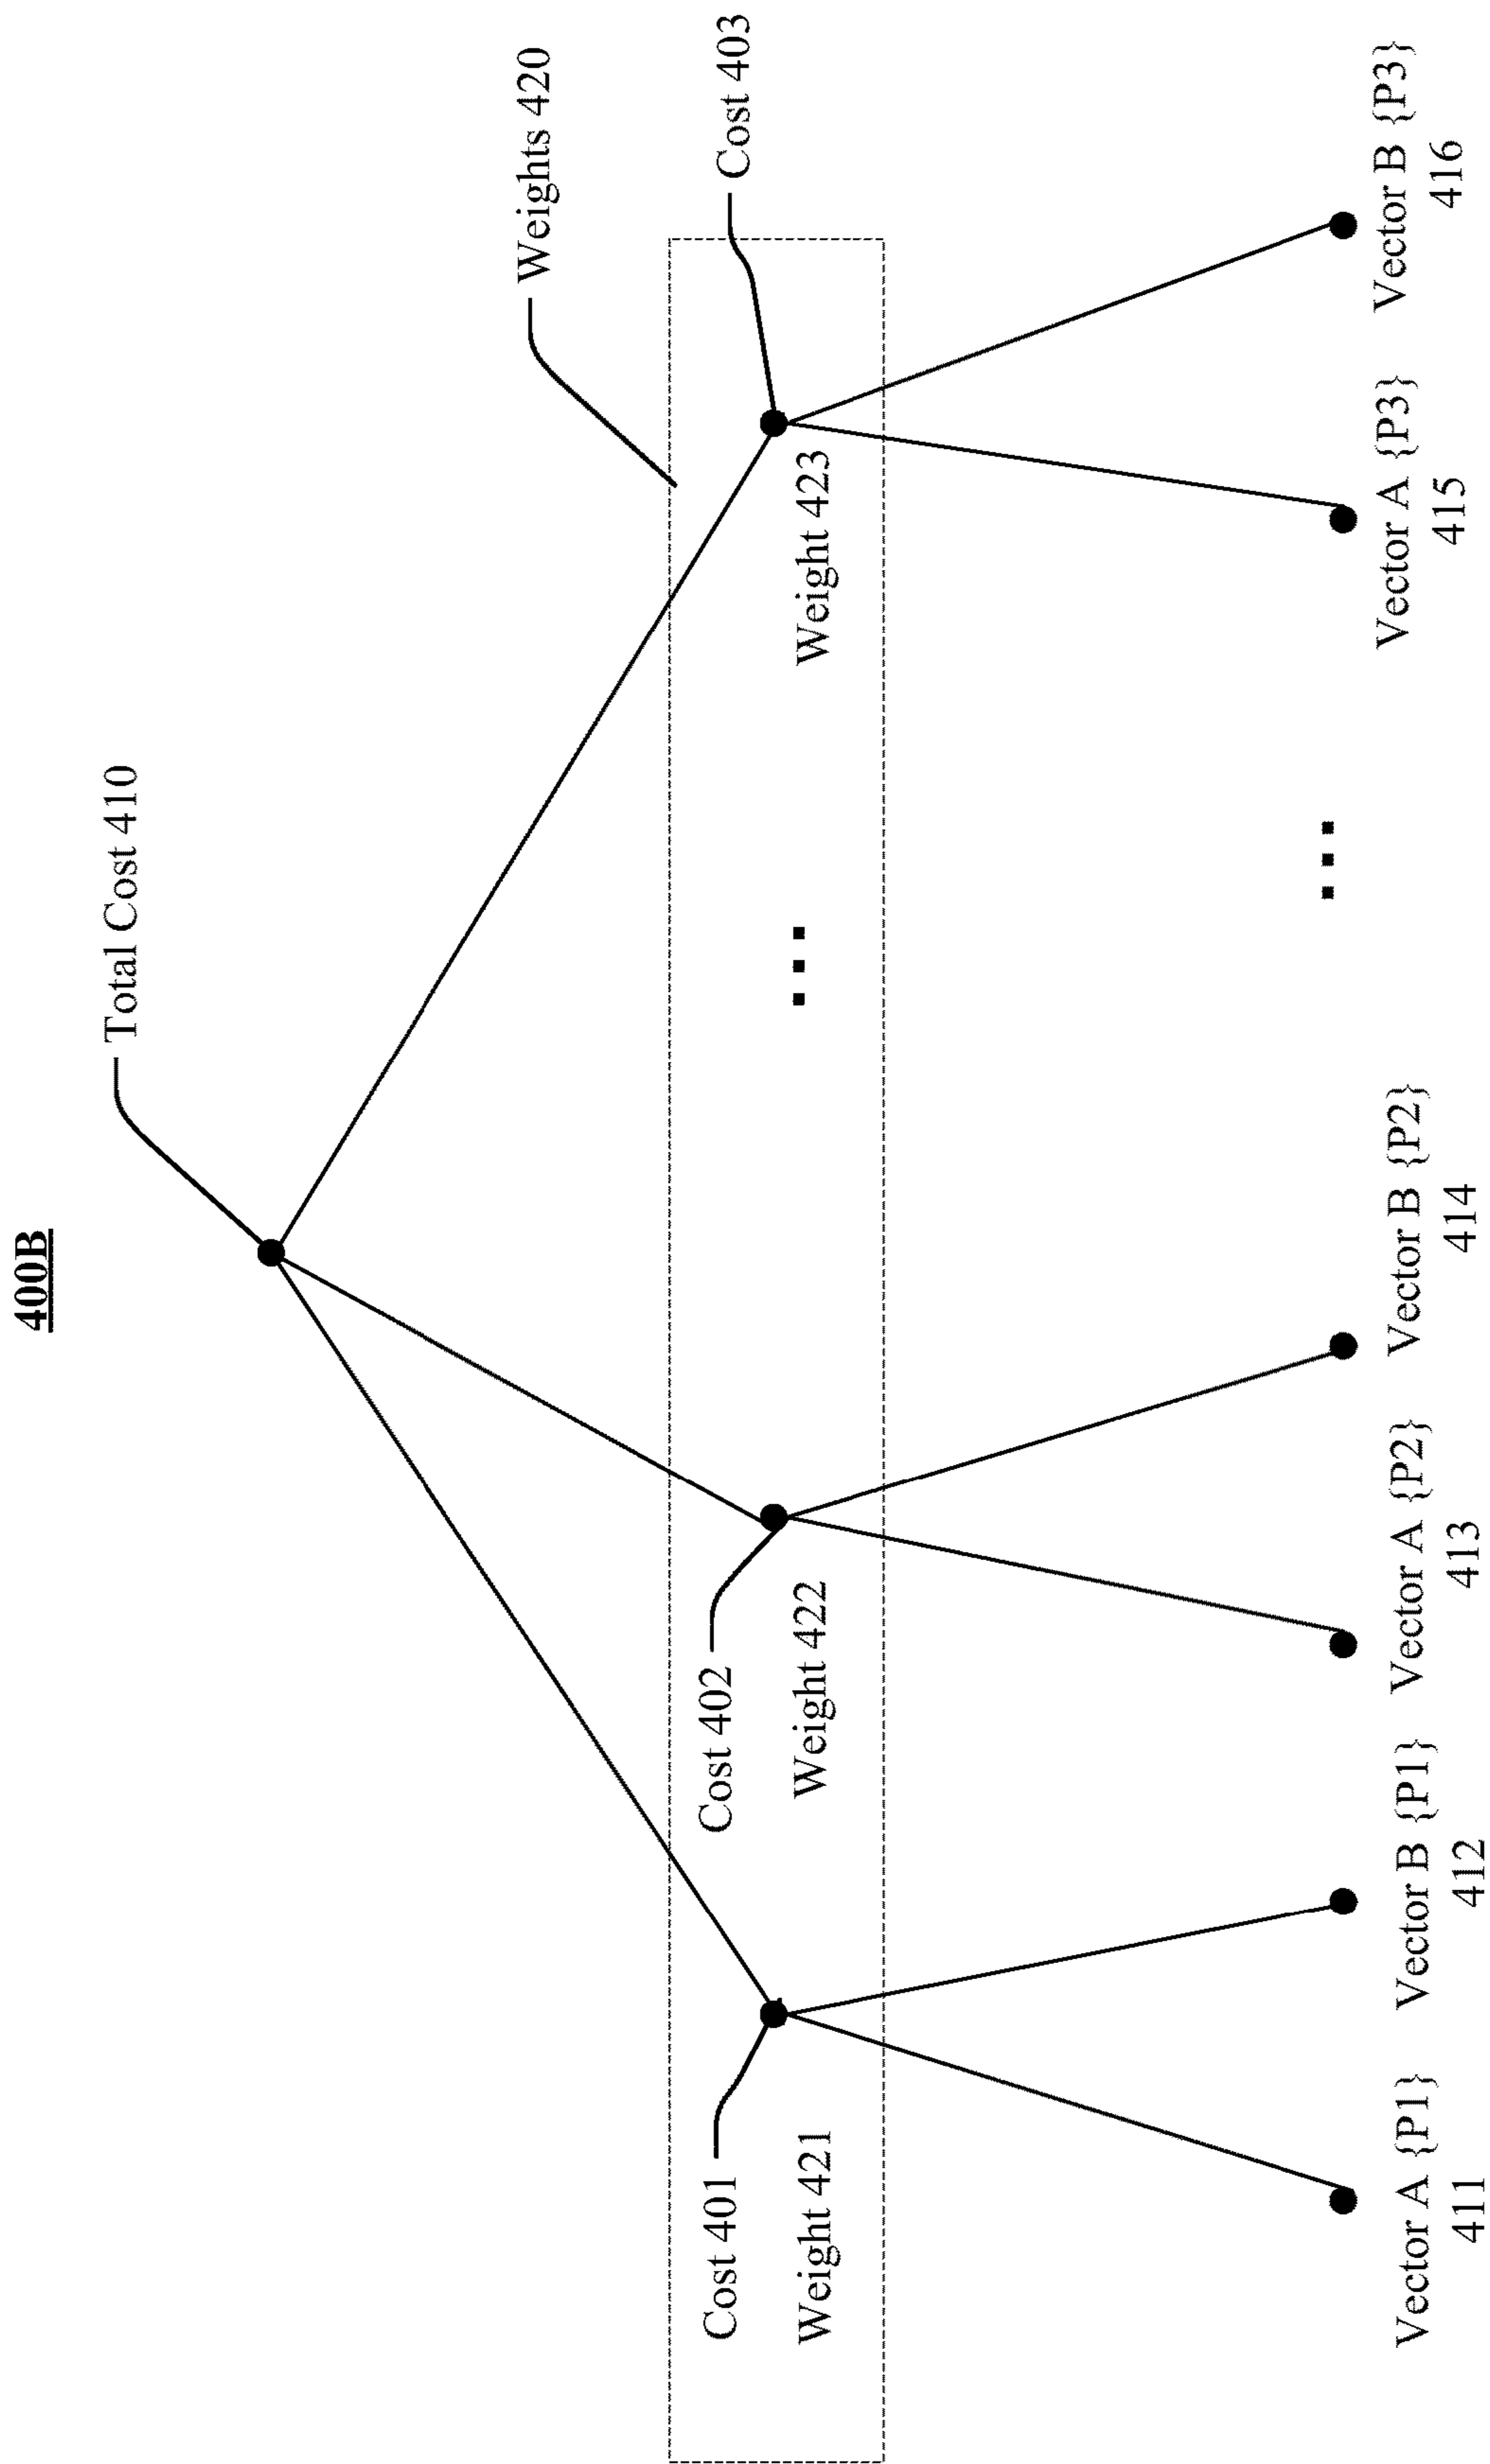 400B
Total Cost 410
Weights 420
Cost 401
Cost 402
Cost 403
Weight 421
Weight 422
Weight 423
...
...
Vector A {P1}
411
Vector B {P1}
412
Vector A {P2}
413
Vector B {P2}
414
Vector A {P3}
415
Vector B {P3}
416